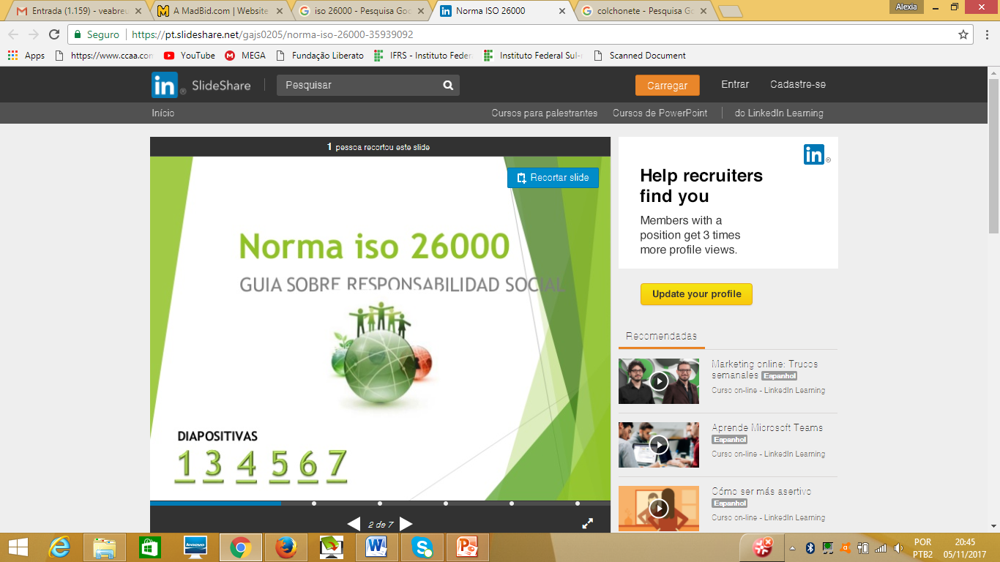 Entrada (1.159) - veabreu
A MadBid.com | Website
iso 26000 - Pesquisa Goo
Norma ISO 26000
colchonete - Pesquisa Go
Alexia
Seguro
https://pt.slideshare.net/gajs0205/norma-iso-26000-35939092
Apps
https://www.ccaa.com
YouTube
MEGA
Fundação Liberato
IFRS - Instituto Feder
Instituto Federal Sul-
Scanned Document
in SlideShare
Pesquisar
Carregar
Entrar
Cadastre-se
Início
Cursos para palestrantes
Cursos de PowerPoint
do LinkedIn Learning
1 pessoa recortou este slide
Recortar slide
Norma iso 26000
GUIA SOBRE RESPONSABILIDAD SOCIAL
DIAPOSITIVAS
1 3 4 5 6 7
2 de 7
in
Help recruiters
find you
Members with a
position get 3 times
more profile views.
Update your profile
Recomendadas
Marketing online: Trucos
semanales Espanhol
Curso on-line - LinkedIn Learning
Aprende Microsoft Teams
Espanhol
Curso on-line - LinkedIn Learning
Cómo ser más asertivo
Espanhol
Curso on-line - LinkedIn Learning
lenovo
POR
PTB2
20:45
05/11/2017